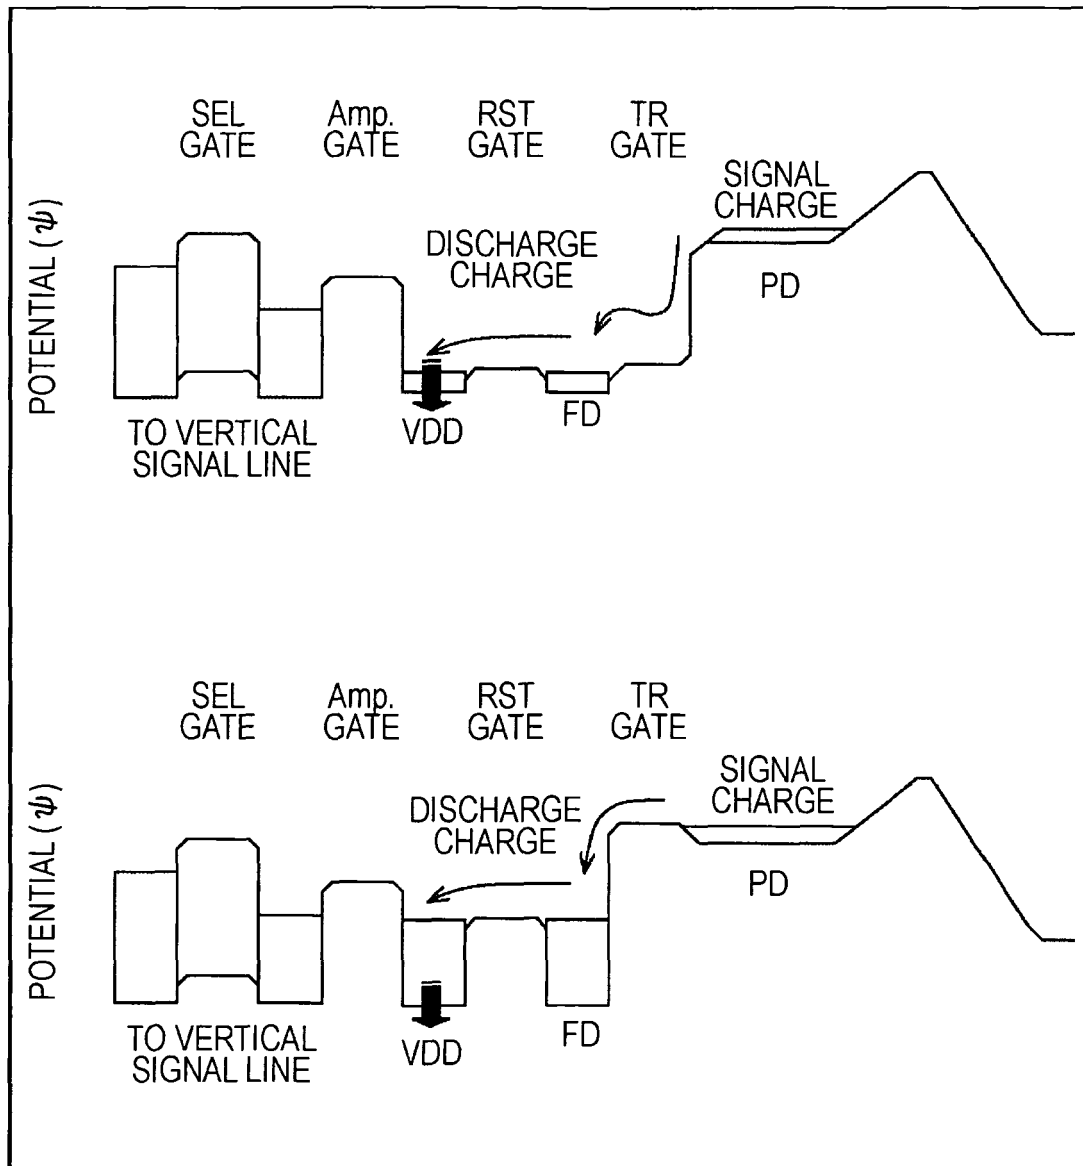 SEL
GATE
Amp.
GATE
RST
GATE
TR
GATE
SIGNAL
CHARGE
POTENTIAL (ψ)
DISCHARGE
CHARGE
PD
FD
VDD
TO VERTICAL
SIGNAL LINE
SEL
GATE
Amp.
GATE
RST
GATE
TR
GATE
SIGNAL
CHARGE
POTENTIAL (ψ)
DISCHARGE
CHARGE
PD
FD
VDD
TO VERTICAL
SIGNAL LINE